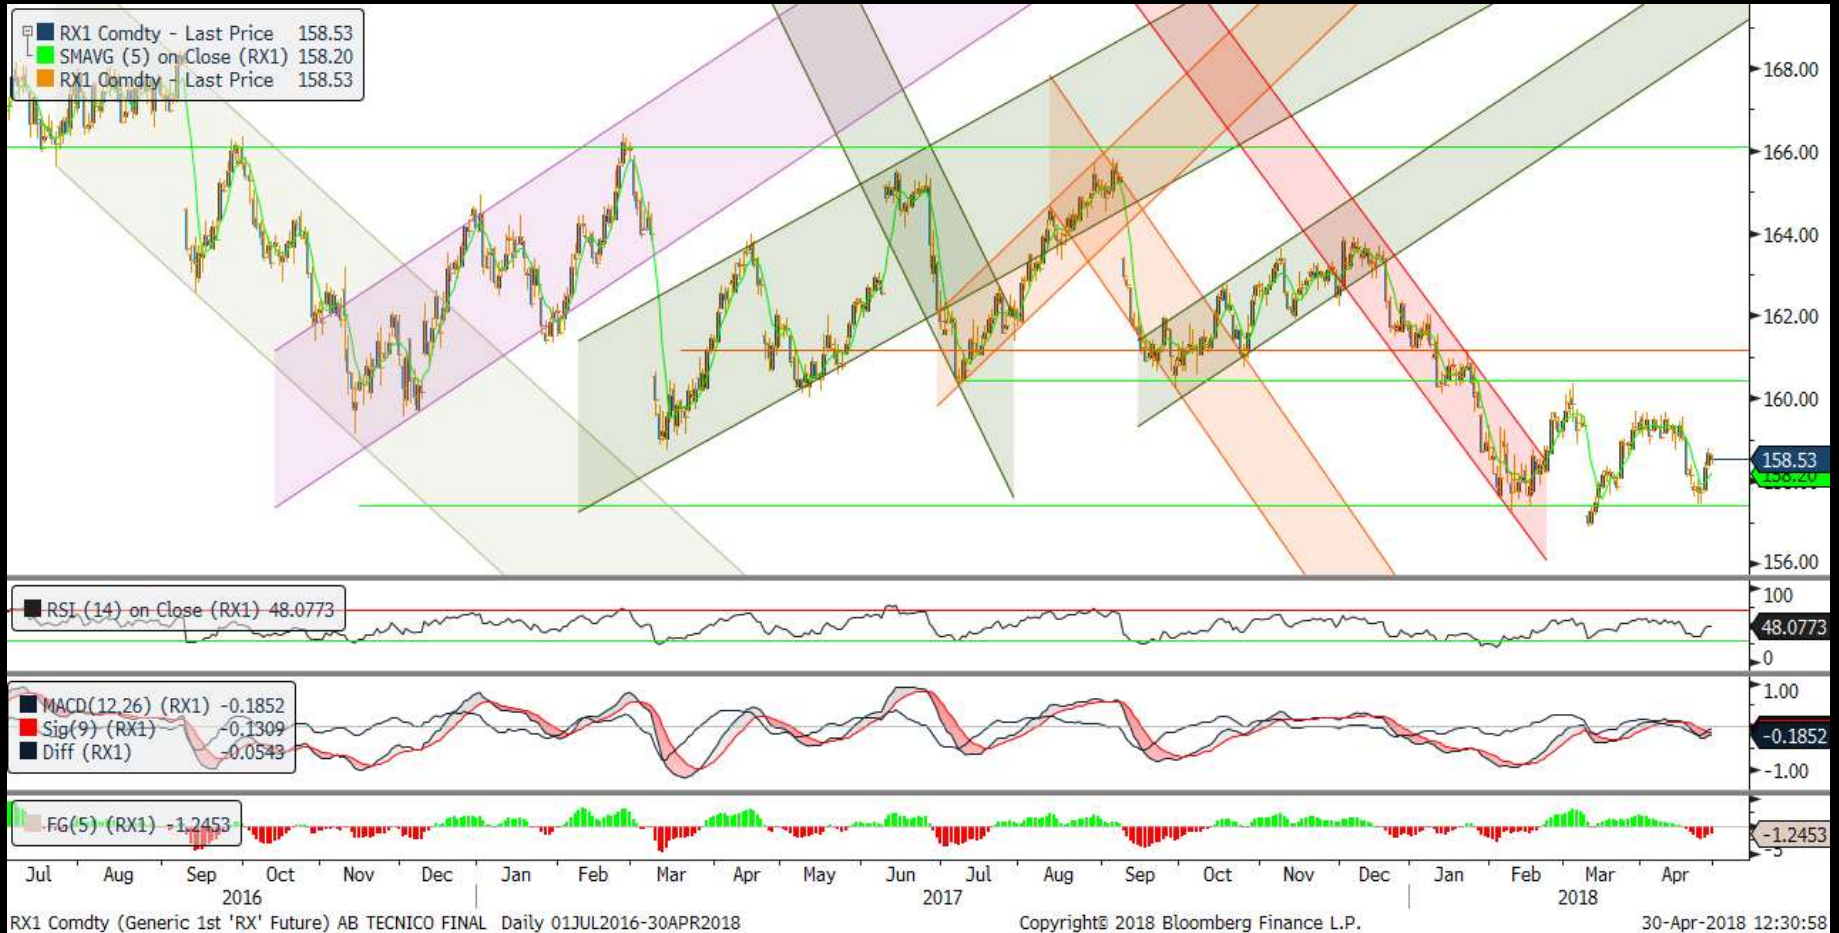 RX1 Comdty - Last Price 158.53
SMAVG (5) on Close (RX1) 158.20
RX1 Comdty - Last Price 158.53
168.00
166.00
164.00
162.00
160.00
158.53
158.20
156.00
RSI (14) on Close (RX1) 48.0773
100
48.0773
0
MACD(12,26) (RX1) -0.1852
Sig(9) (RX1) -0.1309
Diff (RX1) -0.0543
1.00
-0.1852
-1.00
FG(5) (RX1) -1.2453
-1.2453
-5
Jul Aug Sep Oct Nov Dec Jan Feb Mar Apr May Jun Jul Aug Sep Oct Nov Dec Jan Feb Mar Apr
2016 2017 2018
RX1 Comdty (Generic 1st 'RX' Future) AB TECNICO FINAL Daily 01JUL2016-30APR2018 Copyright© 2018 Bloomberg Finance L.P. 30-Apr-2018 12:30:58